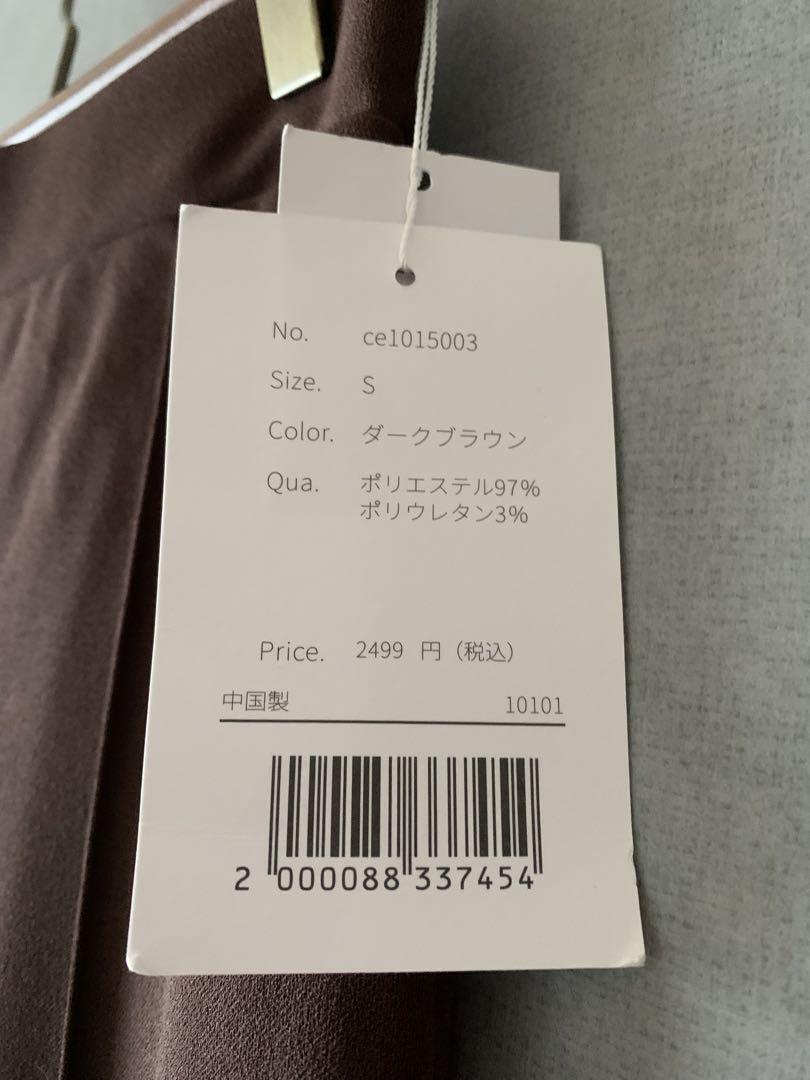 No. ce1015003
Size. S
Color. ダークブラウン
Qua. ポリエステル97%
ポリウレタン3%
Price. 2499 円（税込）
中国製 10101
2 000088 337454